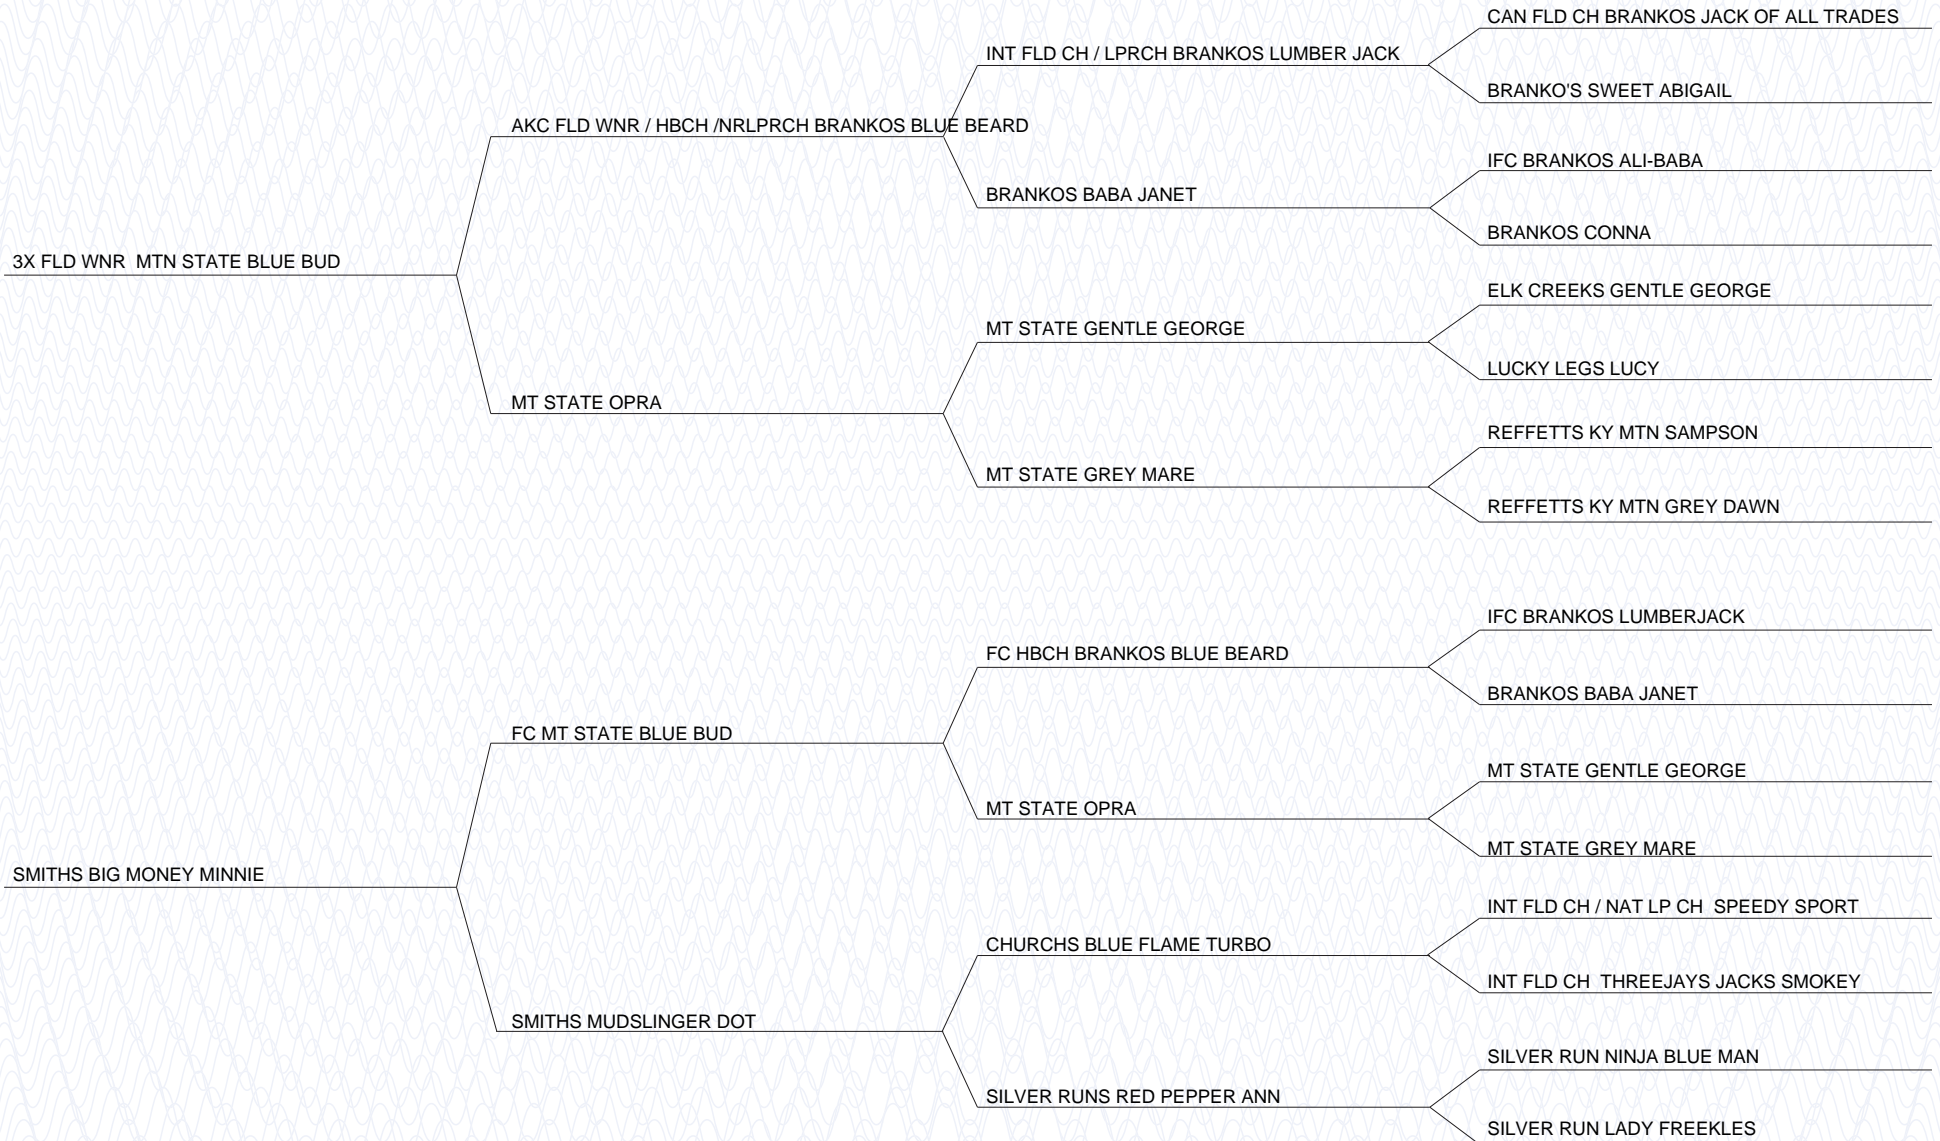 CAN FLD CH BRANKOS JACK OF ALL TRADES
INT FLD CH / LPRCH BRANKOS LUMBER JACK
BRANKO'S SWEET ABIGAIL
AKC FLD WNR / HBCH /NRLPRCH BRANKOS BLUE BEARD
IFC BRANKOS ALI-BABA
BRANKOS BABA JANET
BRANKOS CONNA
3X FLD WNR  MTN STATE BLUE BUD
ELK CREEKS GENTLE GEORGE
MT STATE GENTLE GEORGE
LUCKY LEGS LUCY
MT STATE OPRA
REFFETTS KY MTN SAMPSON
MT STATE GREY MARE
REFFETTS KY MTN GREY DAWN
IFC BRANKOS LUMBERJACK
FC HBCH BRANKOS BLUE BEARD
BRANKOS BABA JANET
FC MT STATE BLUE BUD
MT STATE GENTLE GEORGE
MT STATE OPRA
MT STATE GREY MARE
SMITHS BIG MONEY MINNIE
INT FLD CH / NAT LP CH  SPEEDY SPORT
CHURCHS BLUE FLAME TURBO
INT FLD CH  THREEJAYS JACKS SMOKEY
SMITHS MUDSLINGER DOT
SILVER RUN NINJA BLUE MAN
SILVER RUNS RED PEPPER ANN
SILVER RUN LADY FREEKLES